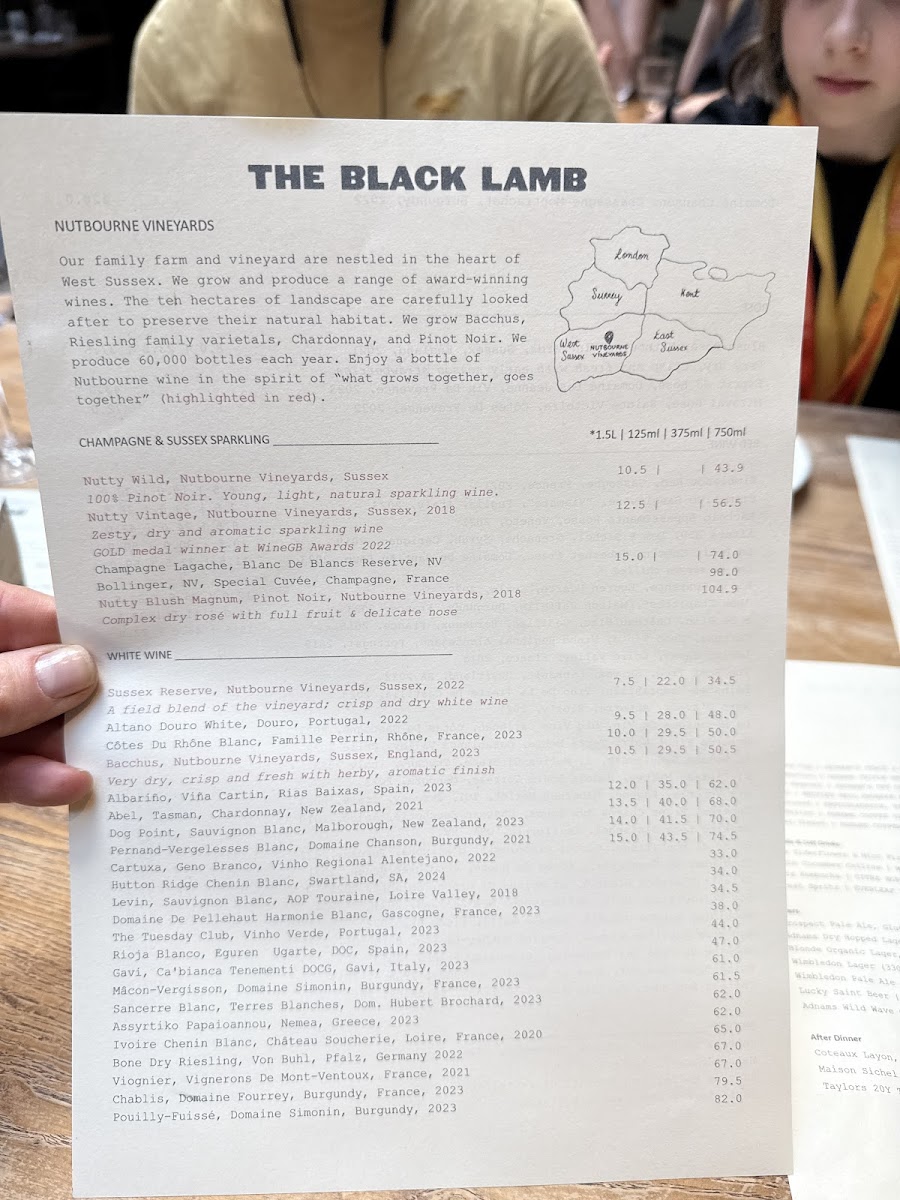 THE BLACK LAMB
NUTBOURNE VINEYARDS
Our family farm and vineyard are nestled in the heart of
West Sussex. We grow and produce a range of award-winning
wines. The teh hectares of landscape are carefully looked
after to preserve their natural habitat. We grow Bacchus,
Riesling family varietals, Chardonnay, and Pinot Noir. We
produce 60,000 bottles each year. Enjoy a bottle of
Nutbourne wine in the spirit of "what grows together, goes
together" (highlighted in red).
London
Surrey
Kent
West Sussex
NUTBOURNE VINEYARDS
East Sussex
CHAMPAGNE & SUSSEX SPARKLING *1.5L | 125ml | 375ml | 750ml
Nutty Wild, Nutbourne Vineyards, Sussex 10.5 | | 43.9
100% Pinot Noir. Young, light, natural sparkling wine.
Nutty Vintage, Nutbourne Vineyards, Sussex, 2018 12.5 | | 56.5
Zesty, dry and aromatic sparkling wine
GOLD medal winner at WineGB Awards 2022
Champagne Lagache, Blanc De Blancs Reserve, NV 15.0 | | 74.0
Bollinger, NV, Special Cuvée, Champagne, France 98.0
Nutty Blush Magnum, Pinot Noir, Nutbourne Vineyards, 2018 104.9
Complex dry rosé with full fruit & delicate nose
WHITE WINE
Sussex Reserve, Nutbourne Vineyards, Sussex, 2022 7.5 | 22.0 | 34.5
A field blend of the vineyard; crisp and dry white wine
Altano Douro White, Douro, Portugal, 2022 9.5 | 28.0 | 48.0
Côtes Du Rhône Blanc, Famille Perrin, Rhône, France, 2023 10.0 | 29.5 | 50.0
Bacchus, Nutbourne Vineyards, Sussex, England, 2023 10.5 | 29.5 | 50.5
Very dry, crisp and fresh with herby, aromatic finish
Albariño, Viña Cartin, Rias Baixas, Spain, 2023 12.0 | 35.0 | 62.0
Abel, Tasman, Chardonnay, New Zealand, 2021 13.5 | 40.0 | 68.0
Dog Point, Sauvignon Blanc, Malborough, New Zealand, 2023 14.0 | 41.5 | 70.0
Pernand-Vergelesses Blanc, Domaine Chanson, Burgundy, 2021 15.0 | 43.5 | 74.5
Cartuxa, Geno Branco, Vinho Regional Alentejano, 2022 33.0
Hutton Ridge Chenin Blanc, Swartland, SA, 2024 34.0
Levin, Sauvignon Blanc, AOP Touraine, Loire Valley, 2018 34.5
Domaine De Pellehaut Harmonie Blanc, Gascogne, France, 2023 38.0
The Tuesday Club, Vinho Verde, Portugal, 2023 44.0
Rioja Blanco, Eguren Ugarte, DOC, Spain, 2023 47.0
Gavi, Ca'bianca Tenementi DOCG, Gavi, Italy, 2023 61.0
Mâcon-Vergisson, Domaine Simonin, Burgundy, France, 2023 61.5
Sancerre Blanc, Terres Blanches, Dom. Hubert Brochard, 2023 62.0
Assyrtiko Papaioannou, Nemea, Greece, 2023 62.0
Ivoire Chenin Blanc, Château Soucherie, Loire, France, 2020 65.0
Bone Dry Riesling, Von Buhl, Pfalz, Germany 2022 67.0
Viognier, Vignerons De Mont-Ventoux, France, 2021 67.0
Chablis, Domaine Fourrey, Burgundy, France, 2023 79.5
Pouilly-Fuissé, Domaine Simonin, Burgundy, 2023 82.0
Pale Ale,
Organic Lager,
Wimbledon Lager
Wimbledon Pale Ale
Lucky Saint Beer |
Adnams Wild Wave
After Dinner
Coteaux Layon,
Maison Sichel
Taylors 20Y